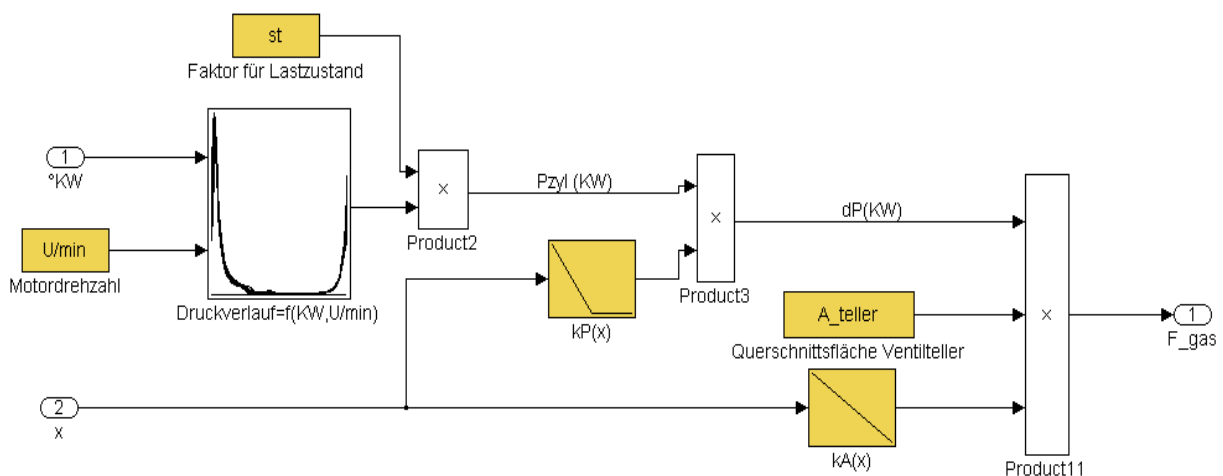 st
Faktor für Lastzustand
1
°KW
U/min
Motordrehzahl
Druckverlauf=f(KW,U/min)
×
Product2
Pzyl (KW)
×
Product3
kP(x)
dP(KW)
A_teller
Querschnittsfläche Ventilteller
×
Product11
1
F_gas
2
x
kA(x)